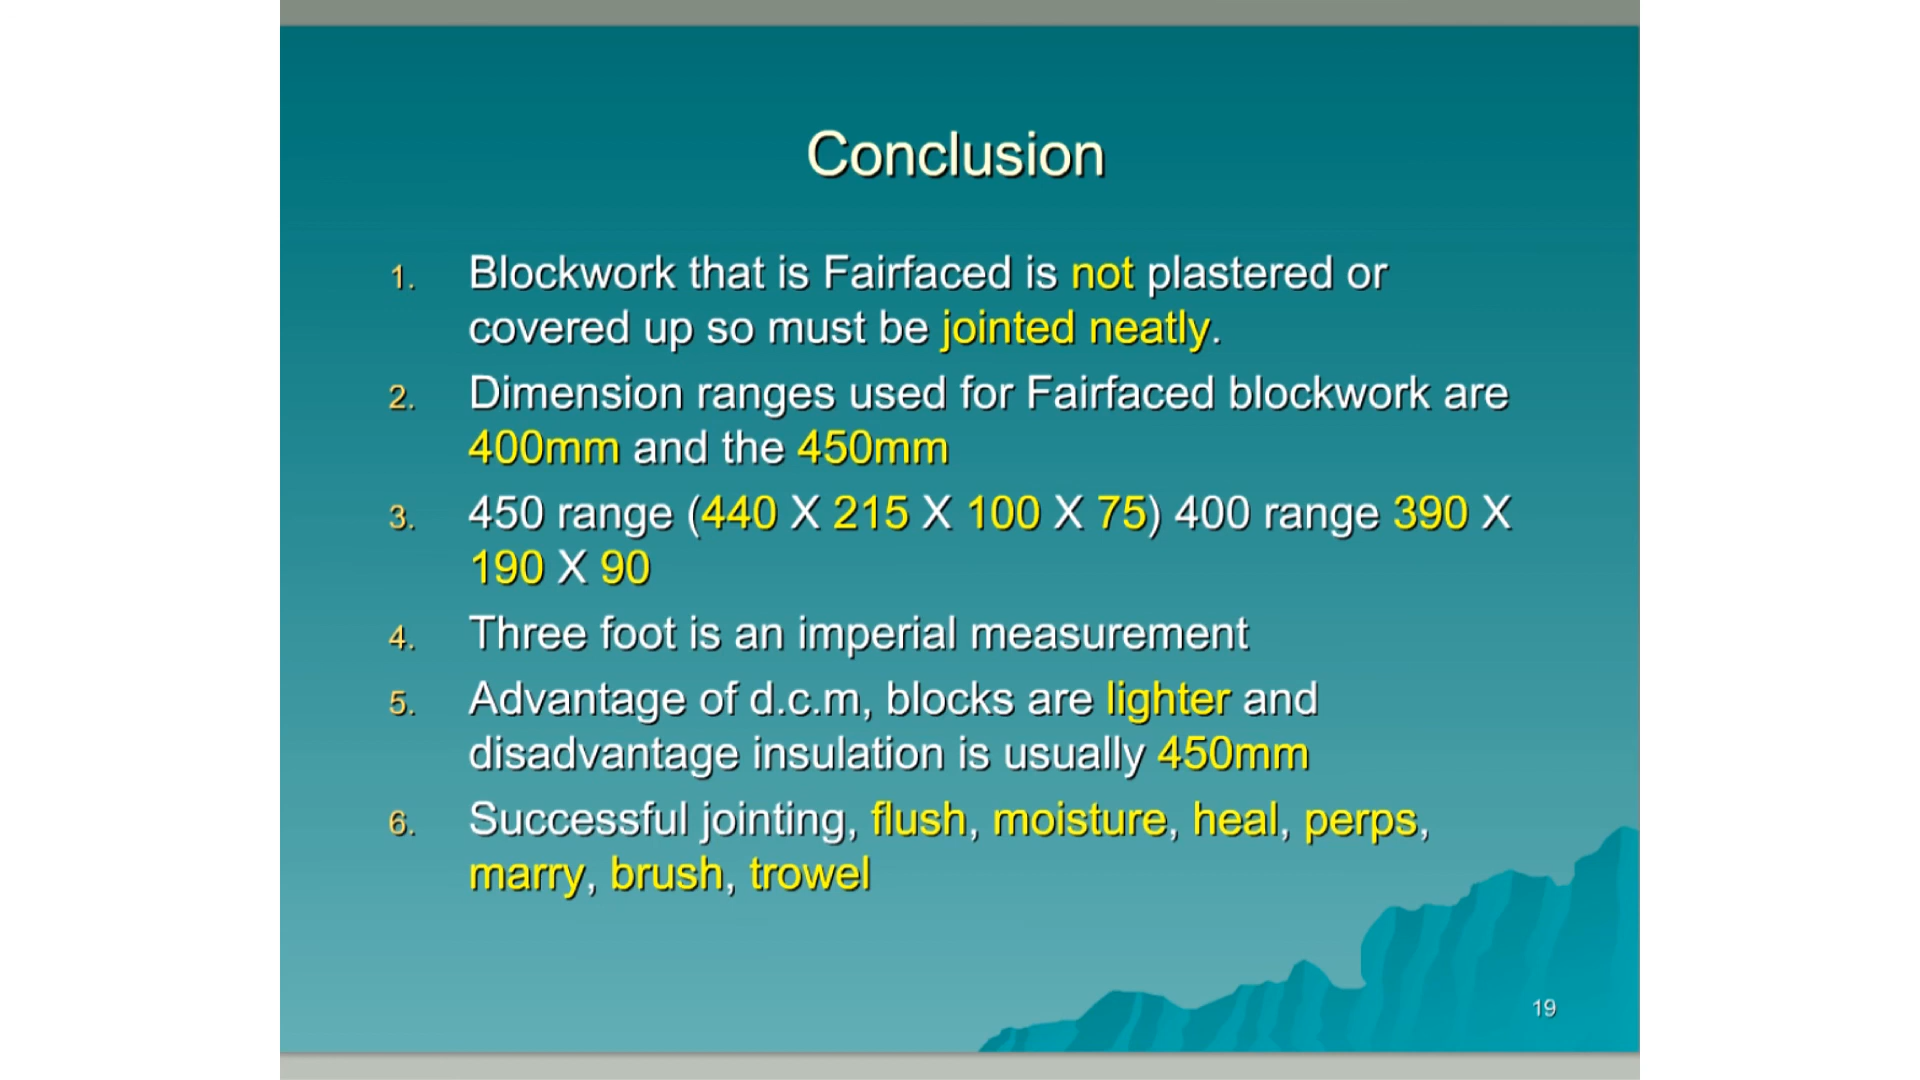 Conclusion
1. Blockwork that is Fairfaced is not plastered or
covered up so must be jointed neatly.
2. Dimension ranges used for Fairfaced blockwork are
400mm and the 450mm
3. 450 range (440 X 215 X 100 X 75) 400 range 390 X
190 X 90
4. Three foot is an imperial measurement
5. Advantage of d.c.m, blocks are lighter and
disadvantage insulation is usually 450mm
6. Successful jointing, flush, moisture, heal, perps,
marry, brush, trowel
19